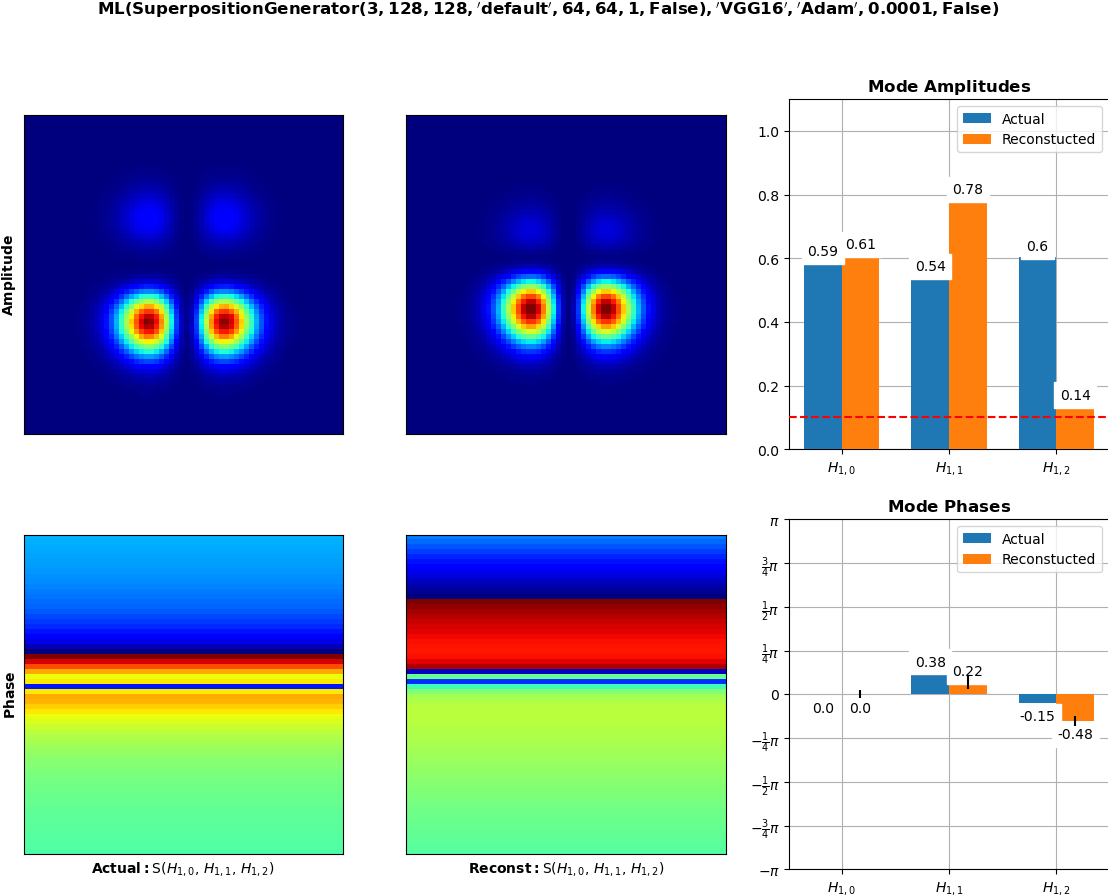 ML(SuperpositionGenerator(3, 128, 128, 'default', 64, 64, 1, False), 'VGG16', 'Adam', 0.0001, False)
Amplitude
Mode Amplitudes
Actual
Reconstucted
1.0
0.8
0.6
0.4
0.2
0.0
0.59
0.61
0.54
0.78
0.6
0.14
H₁,₀
H₁,₁
H₁,₂
Phase
Actual: S(H₁,₀, H₁,₁, H₁,₂)
Reconst: S(H₁,₀, H₁,₁, H₁,₂)
Mode Phases
Actual
Reconstucted
π
¾π
½π
¼π
0
−¼π
−½π
−¾π
−π
0.0
0.0
0.38
0.22
-0.15
-0.48
H₁,₀
H₁,₁
H₁,₂